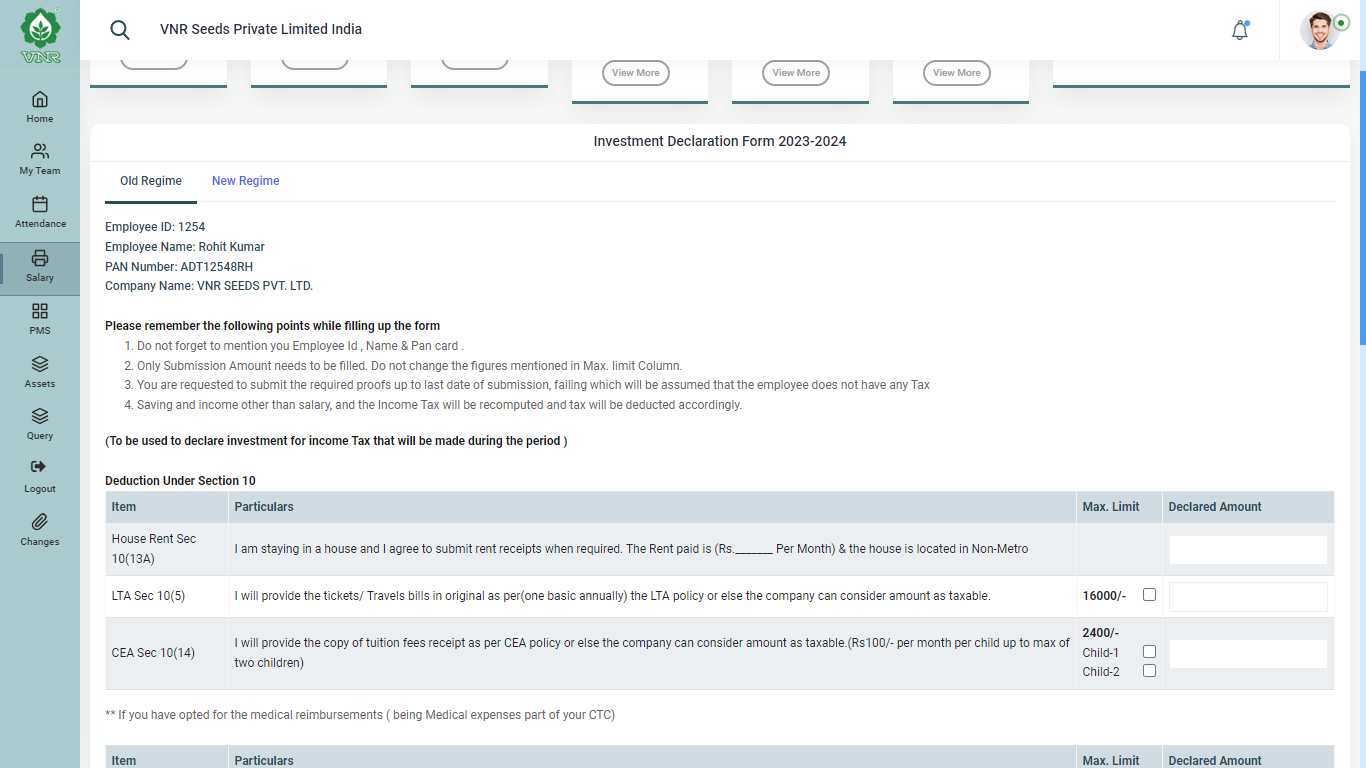 VNR
VNR Seeds Private Limited India
View More
View More
View More
Home
My Team
Attendance
Salary
PMS
Assets
Query
Logout
Changes
Investment Declaration Form 2023-2024
Old Regime
New Regime
Employee ID: 1254
Employee Name: Rohit Kumar
PAN Number: ADT12548RH
Company Name: VNR SEEDS PVT. LTD.
Please remember the following points while filling up the form
1. Do not forget to mention you Employee Id , Name & Pan card .
2. Only Submission Amount needs to be filled. Do not change the figures mentioned in Max. limit Column.
3. You are requested to submit the required proofs up to last date of submission, failing which will be assumed that the employee does not have any Tax
4. Saving and income other than salary, and the Income Tax will be recomputed and tax will be deducted accordingly.
(To be used to declare investment for income Tax that will be made during the period )
Deduction Under Section 10
Item Particulars Max. Limit Declared Amount
House Rent Sec
10(13A)
I am staying in a house and I agree to submit rent receipts when required. The Rent paid is (Rs._______ Per Month) & the house is located in Non-Metro
LTA Sec 10(5) I will provide the tickets/ Travels bills in original as per(one basic annually) the LTA policy or else the company can consider amount as taxable. 16000/-
CEA Sec 10(14)
I will provide the copy of tuition fees receipt as per CEA policy or else the company can consider amount as taxable.(Rs100/- per month per child up to max of
two children)
2400/-
Child-1
Child-2
** If you have opted for the medical reimbursements ( being Medical expenses part of your CTC)
Item Particulars Max. Limit Declared Amount